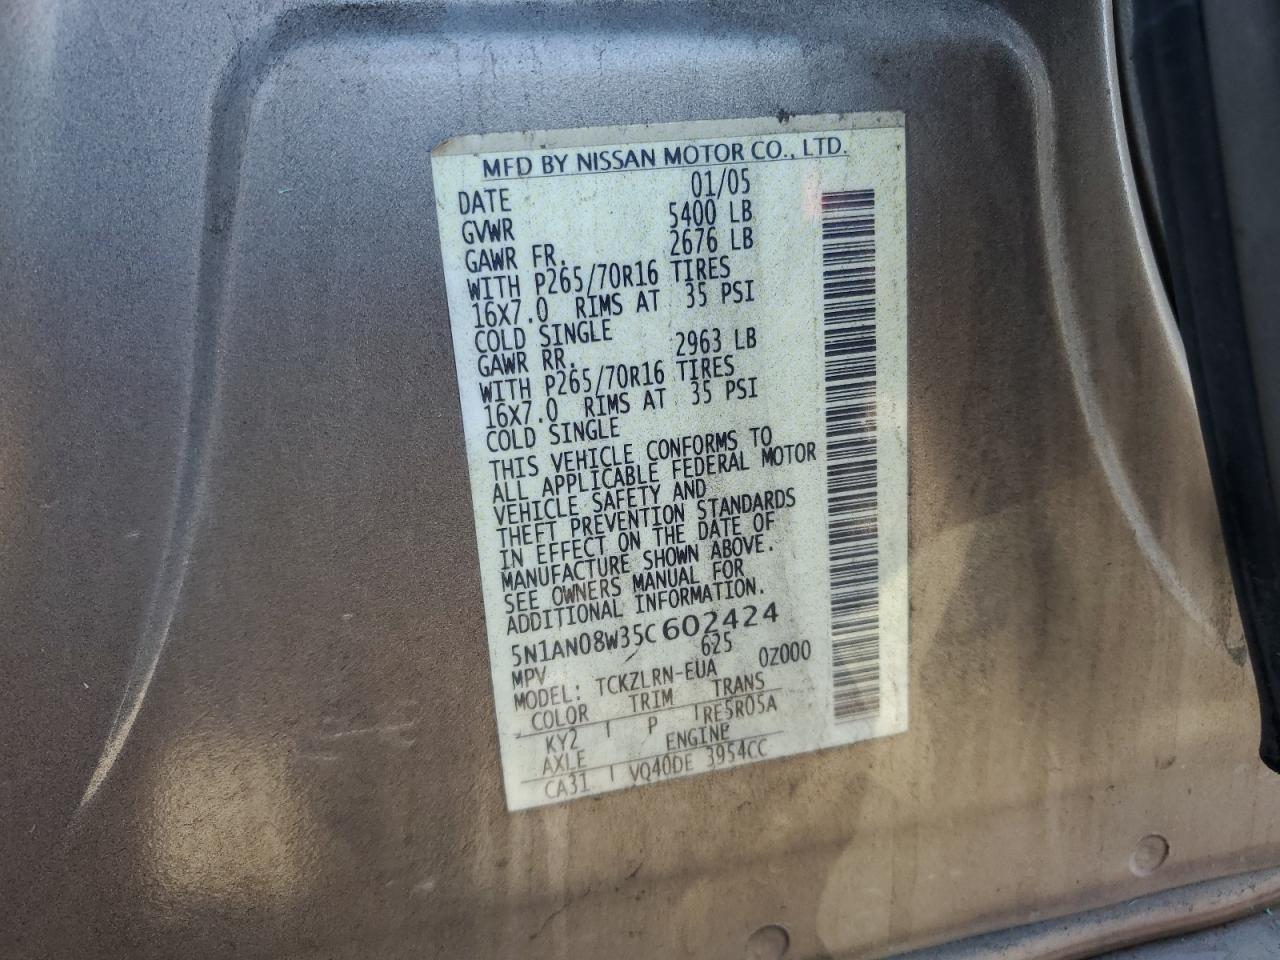 MFD BY NISSAN MOTOR CO., LTD.
DATE 01/05
GVWR 5400 LB
GAWR FR. 2676 LB
WITH P265/70R16 TIRES
16X7.0 RIMS AT 35 PSI
COLD SINGLE
GAWR RR. 2963 LB
WITH P265/70R16 TIRES
16X7.0 RIMS AT 35 PSI
COLD SINGLE
THIS VEHICLE CONFORMS TO
ALL APPLICABLE FEDERAL MOTOR
VEHICLE SAFETY AND
THEFT PREVENTION STANDARDS
IN EFFECT ON THE DATE OF
MANUFACTURE SHOWN ABOVE.
SEE OWNERS MANUAL FOR
ADDITIONAL INFORMATION.
5N1AN08W35C602424
MPV 625
MODEL: TCKZLRN-EUA 0Z000
COLOR TRIM TRANS
KY2 P RE5R05A
AXLE ENGINE
CA31 VQ40DE 3954CC